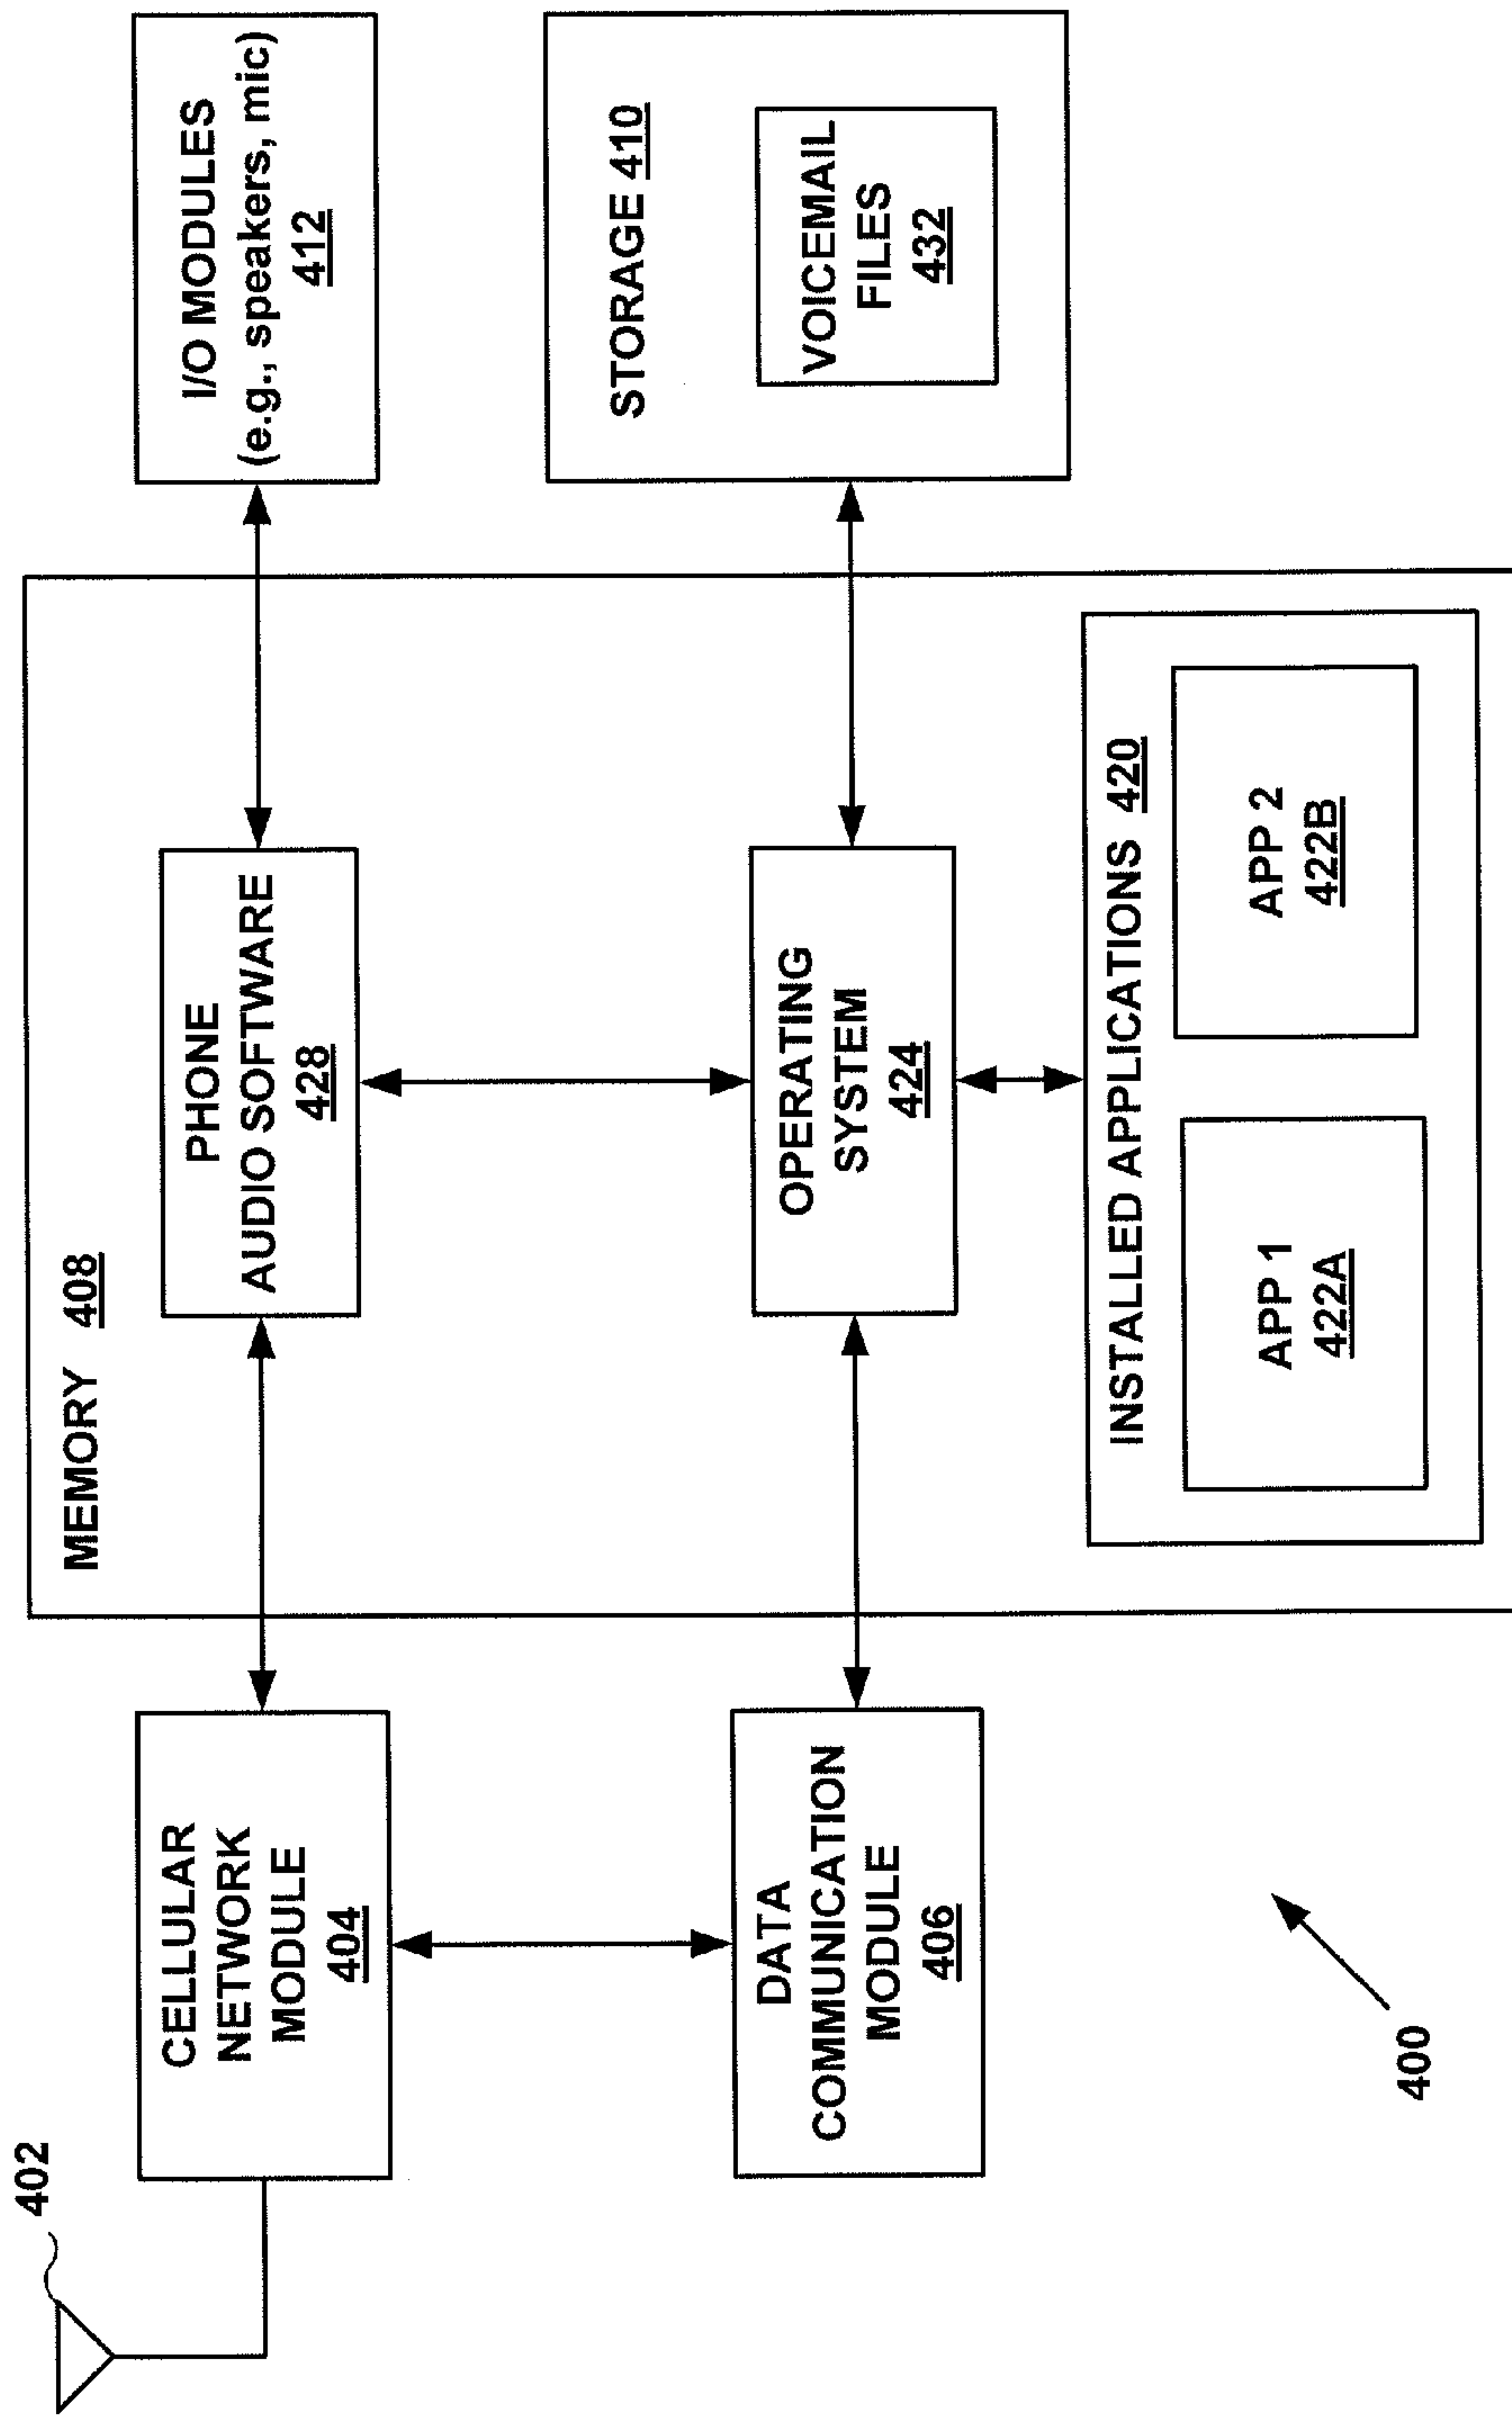 402
CELLULAR
NETWORK
MODULE
404
DATA
COMMUNICATION
MODULE
406
400
MEMORY 408
PHONE
AUDIO SOFTWARE
428
OPERATING
SYSTEM
424
INSTALLED APPLICATIONS 420
APP 1
422A
APP 2
422B
I/O MODULES
(e.g., speakers, mic)
412
STORAGE 410
VOICEMAIL
FILES
432